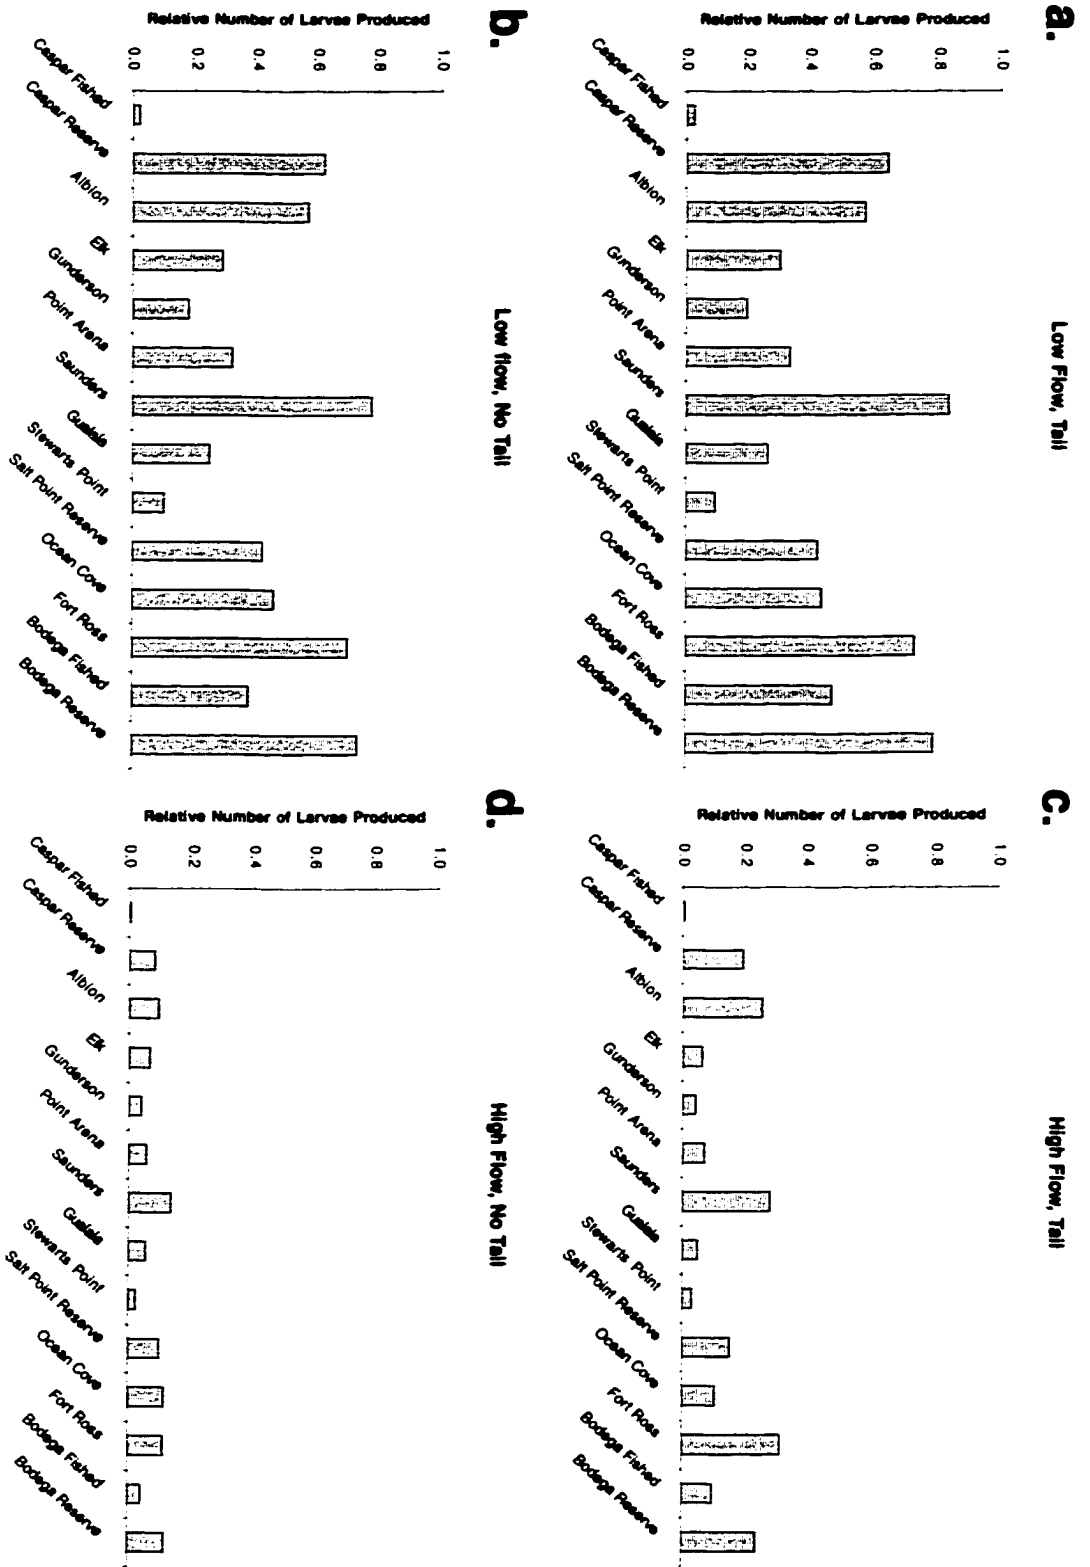 a.
Low Flow, Tail
Relative Number of Larvae Produced
1.0
0.8
0.6
0.4
0.2
0.0
Caspar Fished
Caspar Reserve
Albion
Elk
Gunderson
Point Arena
Saunders
Gualala
Stewarts Point
Salt Point Reserve
Ocean Cove
Fort Ross
Bodega Fished
Bodega Reserve
b.
Low flow, No Tail
Relative Number of Larvae Produced
1.0
0.8
0.6
0.4
0.2
0.0
Caspar Fished
Caspar Reserve
Albion
Elk
Gunderson
Point Arena
Saunders
Gualala
Stewarts Point
Salt Point Reserve
Ocean Cove
Fort Ross
Bodega Fished
Bodega Reserve
c.
High Flow, Tail
Relative Number of Larvae Produced
1.0
0.8
0.6
0.4
0.2
0.0
Caspar Fished
Caspar Reserve
Albion
Elk
Gunderson
Point Arena
Saunders
Gualala
Stewarts Point
Salt Point Reserve
Ocean Cove
Fort Ross
Bodega Fished
Bodega Reserve
d.
High Flow, No Tail
Relative Number of Larvae Produced
1.0
0.8
0.6
0.4
0.2
0.0
Caspar Fished
Caspar Reserve
Albion
Elk
Gunderson
Point Arena
Saunders
Gualala
Stewarts Point
Salt Point Reserve
Ocean Cove
Fort Ross
Bodega Fished
Bodega Reserve